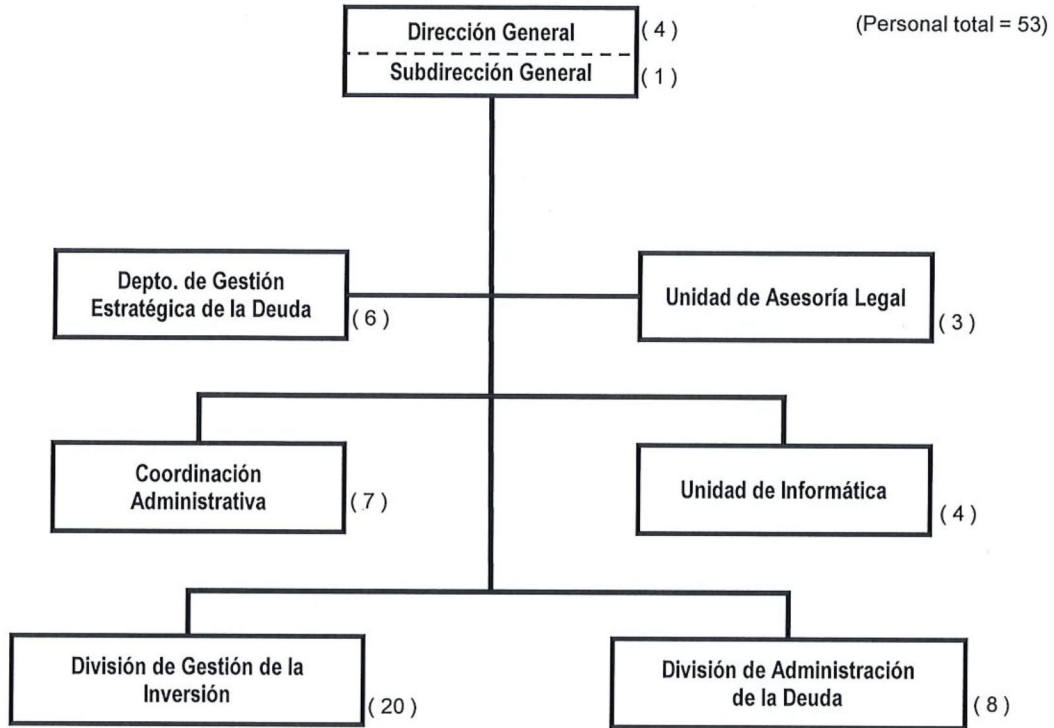 Dirección General (4)
(Personal total = 53)
Subdirección General (1)
Depto. de Gestión
Estratégica de la Deuda
(6)
Unidad de Asesoría Legal
(3)
Coordinación
Administrativa
(7)
Unidad de Informática
(4)
División de Gestión de la
Inversión
(20)
División de Administración
de la Deuda
(8)